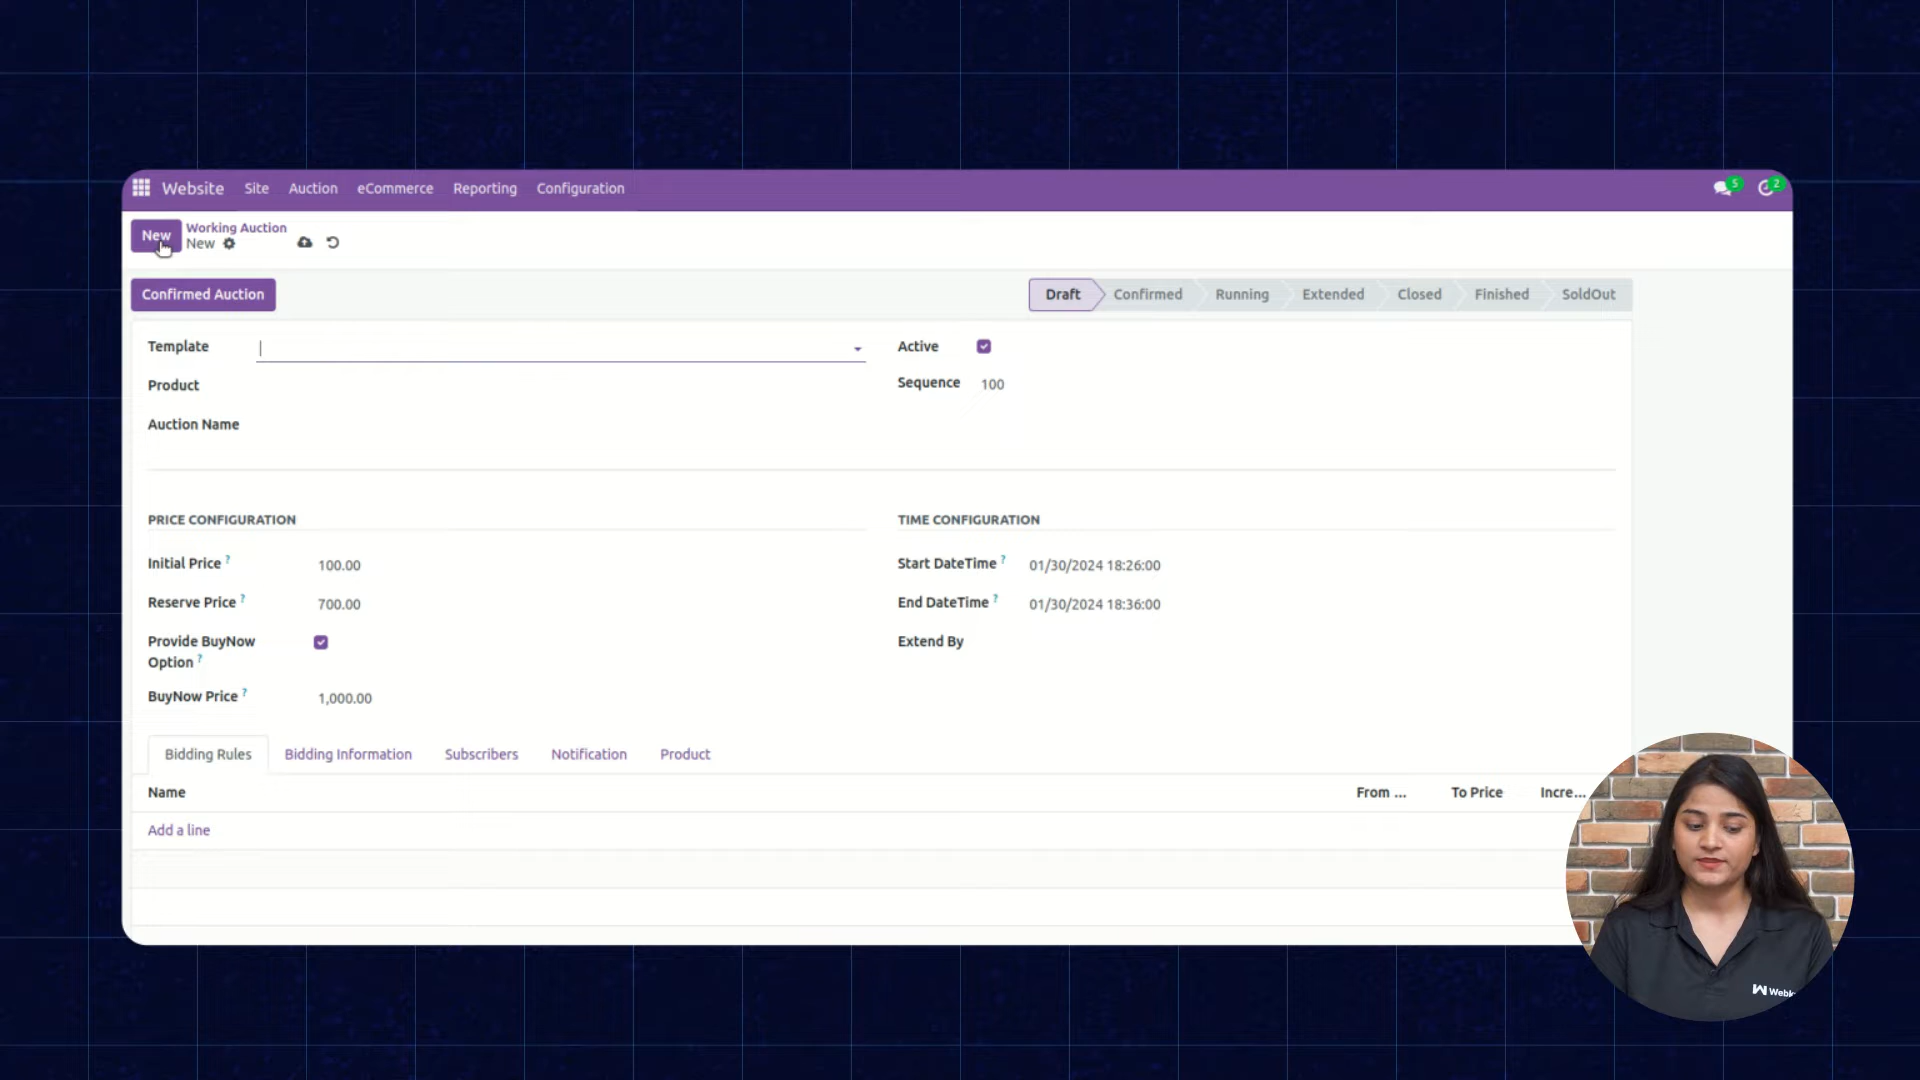 Website Site Auction eCommerce Reporting Configuration 5 2
New Working Auction
New
Confirmed Auction Draft Confirmed Running Extended Closed Finished SoldOut
Template Active
Product Sequence 100
Auction Name
PRICE CONFIGURATION TIME CONFIGURATION
Initial Price ? 100.00 Start DateTime ? 01/30/2024 18:26:00
Reserve Price ? 700.00 End DateTime ? 01/30/2024 18:36:00
Provide BuyNow Extend By
Option ?
BuyNow Price ? 1,000.00
Bidding Rules Bidding Information Subscribers Notification Product
Name From ... To Price Incre...
Add a line